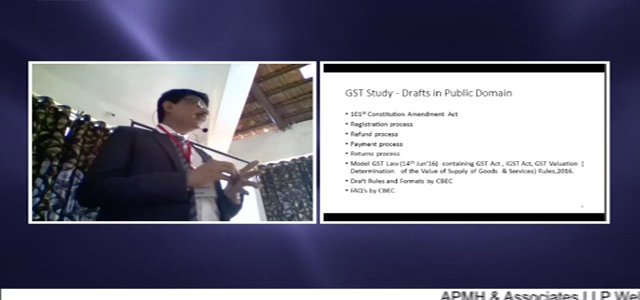 GST Study - Drafts in Public Domain
• 101st Constitution Amendment Act
• Registration process
• Refund process
• Payment process
• Returns process
• Model GST Law (14th Jun'16) containing GST Act , IGST Act, GST Valuation (
Determination of the Value of Supply of Goods & Services) Rules,2016.
• Draft Rules and Formats by CBEC
• FAQ's by CBEC
APMH & Associates LLP Wel